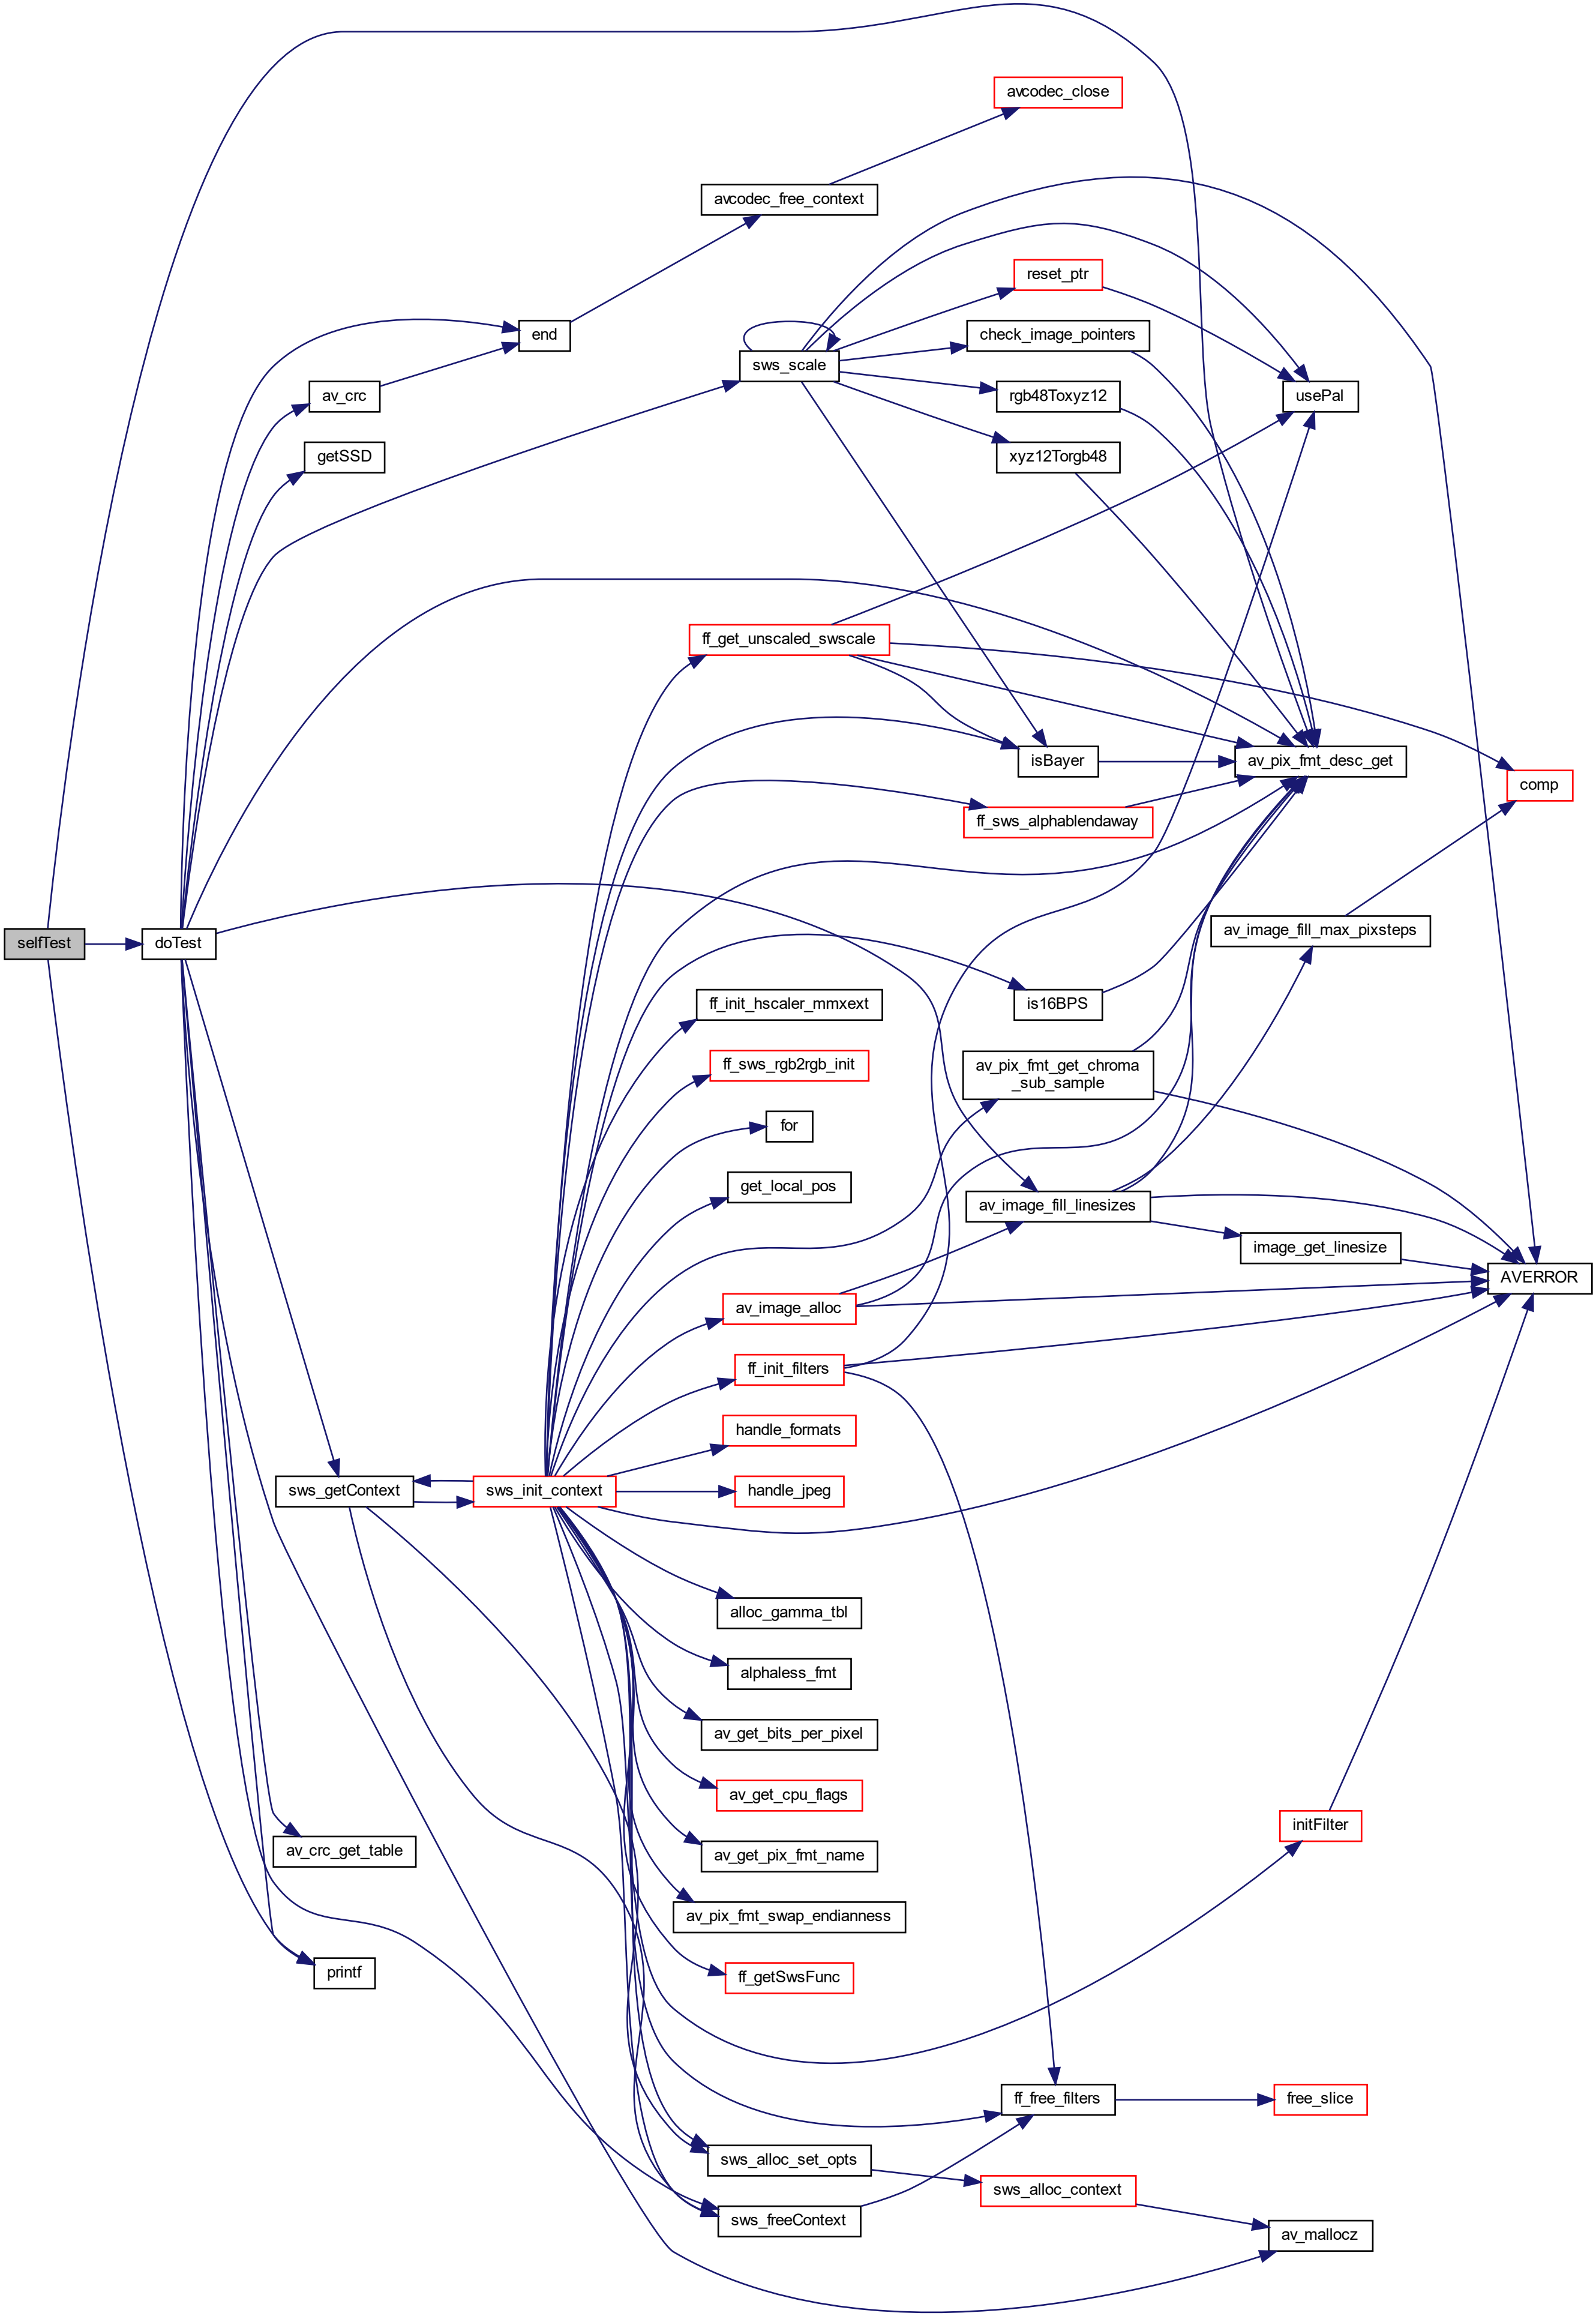 avcodec_close
avcodec_free_context
reset_ptr
end
check_image_pointers
sws_scale
av_crc
rgb48Toxyz12
usePal
getSSD
xyz12Torgb48
ff_get_unscaled_swscale
isBayer
av_pix_fmt_desc_get
comp
ff_sws_alphablendaway
av_image_fill_max_pixsteps
selfTest
doTest
ff_init_hscaler_mmxext
is16BPS
ff_sws_rgb2rgb_init
av_pix_fmt_get_chroma
_sub_sample
for
get_local_pos
av_image_fill_linesizes
image_get_linesize
AVERROR
av_image_alloc
ff_init_filters
handle_formats
sws_getContext
sws_init_context
handle_jpeg
alloc_gamma_tbl
alphaless_fmt
av_get_bits_per_pixel
av_get_cpu_flags
initFilter
av_crc_get_table
av_get_pix_fmt_name
av_pix_fmt_swap_endianness
printf
ff_getSwsFunc
ff_free_filters
free_slice
sws_alloc_set_opts
sws_alloc_context
sws_freeContext
av_mallocz